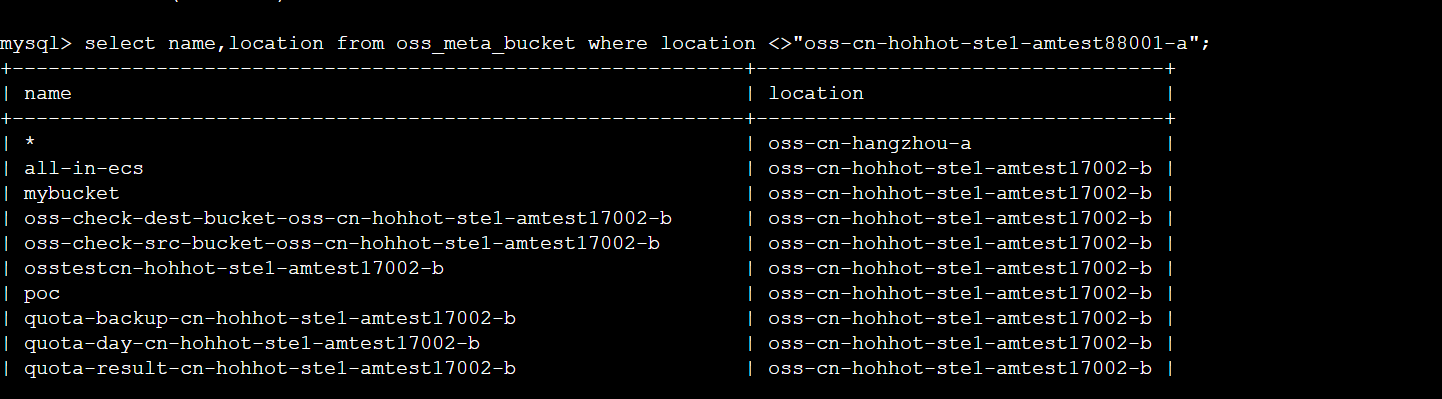 mysql> select name,location from oss_meta_bucket where location <>"oss-cn-hohhot-ste1-amtest88001-a";
+-------------------------------------------------------------+----------------------------------+
| name                                                        | location                         |
+-------------------------------------------------------------+----------------------------------+
| *                                                           | oss-cn-hangzhou-a                |
| all-in-ecs                                                  | oss-cn-hohhot-ste1-amtest17002-b |
| mybucket                                                    | oss-cn-hohhot-ste1-amtest17002-b |
| oss-check-dest-bucket-oss-cn-hohhot-ste1-amtest17002-b      | oss-cn-hohhot-ste1-amtest17002-b |
| oss-check-src-bucket-oss-cn-hohhot-ste1-amtest17002-b       | oss-cn-hohhot-ste1-amtest17002-b |
| osstestcn-hohhot-ste1-amtest17002-b                         | oss-cn-hohhot-ste1-amtest17002-b |
| poc                                                         | oss-cn-hohhot-ste1-amtest17002-b |
| quota-backup-cn-hohhot-ste1-amtest17002-b                   | oss-cn-hohhot-ste1-amtest17002-b |
| quota-day-cn-hohhot-ste1-amtest17002-b                      | oss-cn-hohhot-ste1-amtest17002-b |
| quota-result-cn-hohhot-ste1-amtest17002-b                   | oss-cn-hohhot-ste1-amtest17002-b |